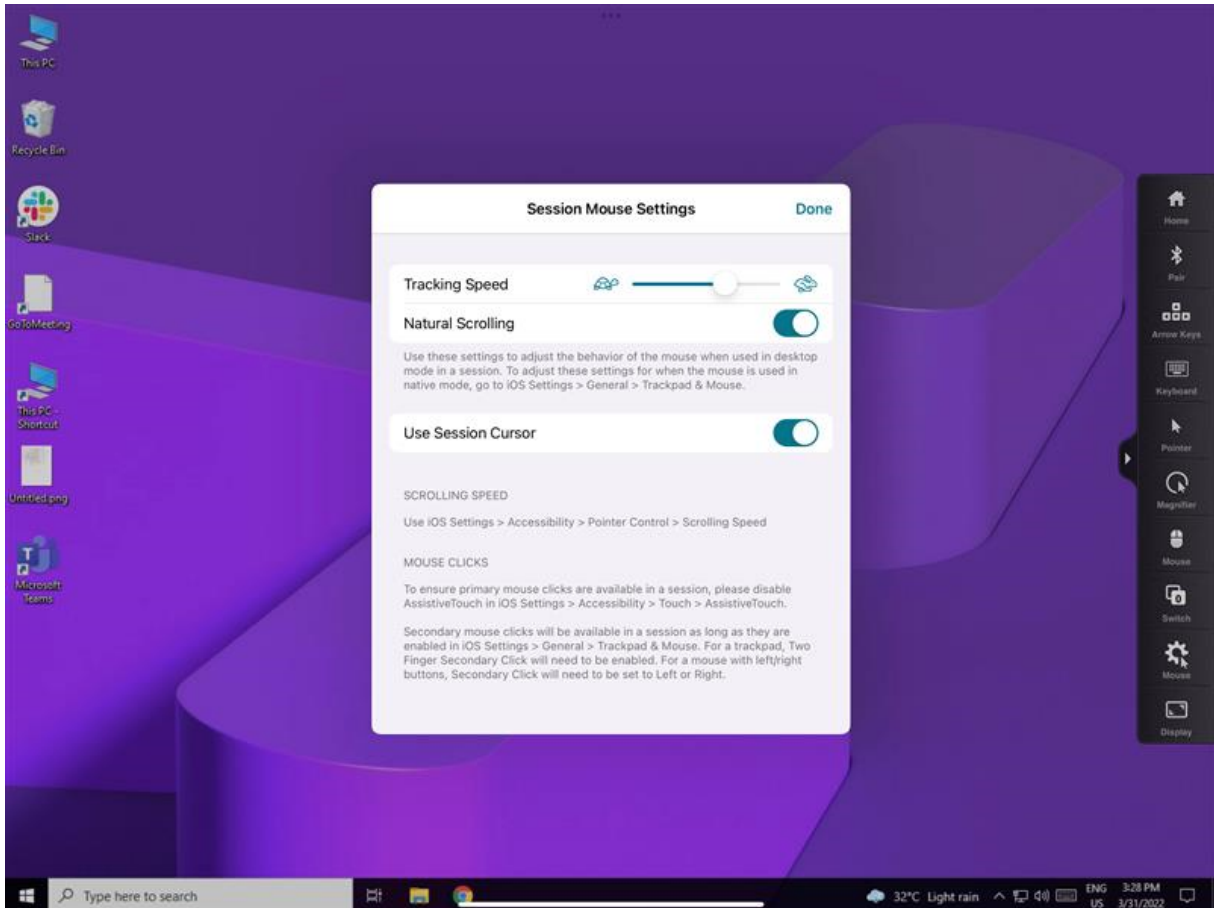 This PC
Recycle Bin
Slack
GoToMeeting
This PC -
Shortcut
Untitled.png
Microsoft
Teams
Session Mouse Settings
Done
Tracking Speed
Natural Scrolling
Use these settings to adjust the behavior of the mouse when used in desktop
mode in a session. To adjust these settings for when the mouse is used in
native mode, go to iOS Settings > General > Trackpad & Mouse.
Use Session Cursor
SCROLLING SPEED
Use iOS Settings > Accessibility > Pointer Control > Scrolling Speed
MOUSE CLICKS
To ensure primary mouse clicks are available in a session, please disable
AssistiveTouch in iOS Settings > Accessibility > Touch > AssistiveTouch.
Secondary mouse clicks will be available in a session as long as they are
enabled in iOS Settings > General > Trackpad & Mouse. For a trackpad, Two
Finger Secondary Click will need to be enabled. For a mouse with left/right
buttons, Secondary Click will need to be set to Left or Right.
Home
Pair
Arrow Keys
Keyboard
Pointer
Magnifier
Mouse
Switch
Mouse
Display
Type here to search
32°C Light rain
ENG
US
3:28 PM
3/31/2022